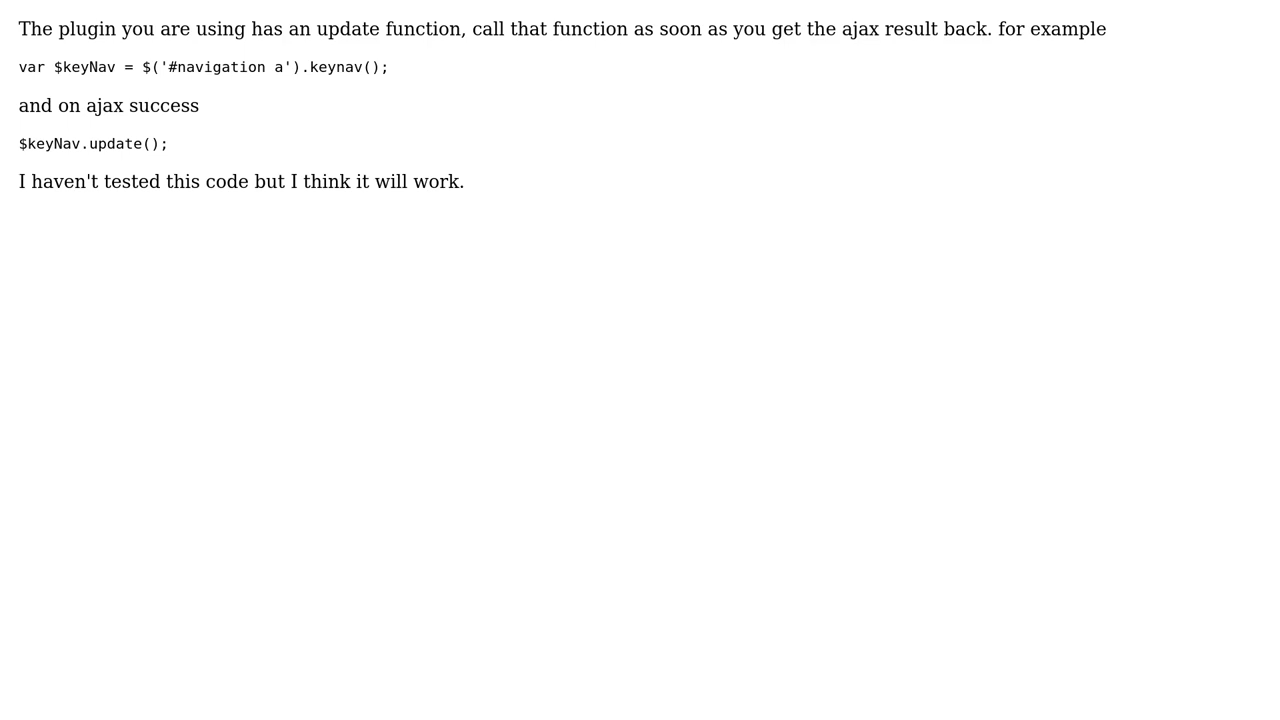 The plugin you are using has an update function, call that function as soon as you get the ajax result back. for example
var $keyNav = $('#navigation a').keynav();
and on ajax success
$keyNav.update();
I haven't tested this code but I think it will work.